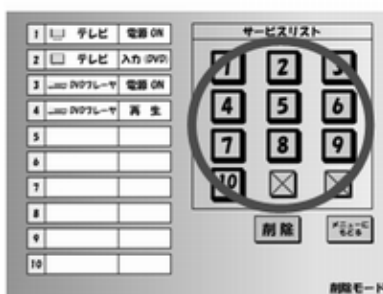 1 テレビ 電源 ON
2 テレビ 入力 (DVD)
3 DVDプレーヤ 電源 ON
4 DVDプレーヤ 再 生
5
6
7
8
9
10
サービスリスト
1 2 3
4 5 6
7 8 9
10
削除 メニューに
もどる
削除モード